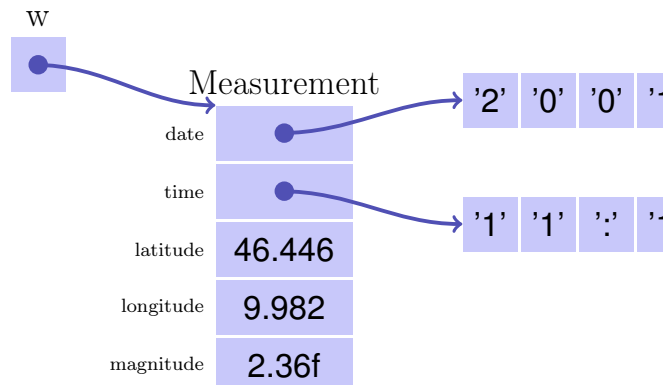 w
Measurement
date '2' '0' '0'
time '1' '1' ':'
latitude 46.446
longitude 9.982
magnitude 2.36f